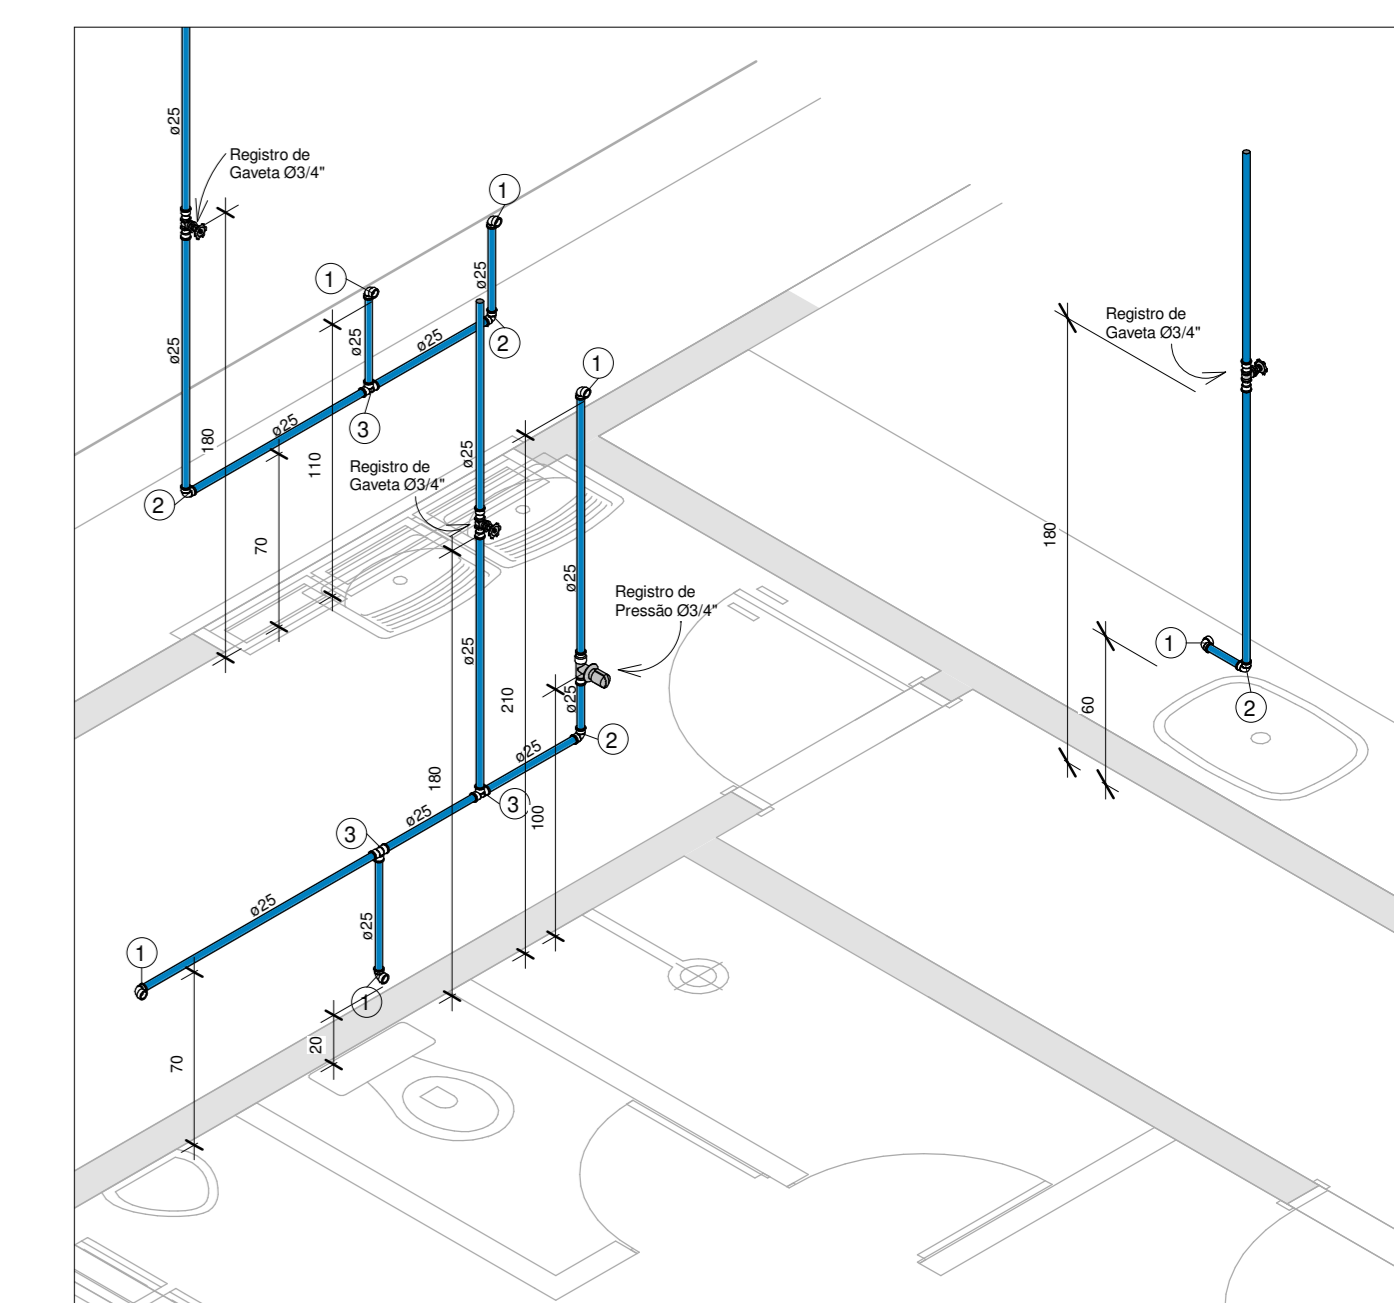 ø25
Registro de
Gaveta Ø3/4"
1
ø25
1
ø25
2
ø25
ø25
ø25
3
ø25
180
110
70
2
Registro de
Gaveta Ø3/4"
ø25
1
ø25
Registro de
Pressão Ø3/4"
ø25
ø25
210
180
100
ø25
2
3
ø25
3
ø25
ø25
1
1
70
20
Registro de
Gaveta Ø3/4"
180
60
1
2